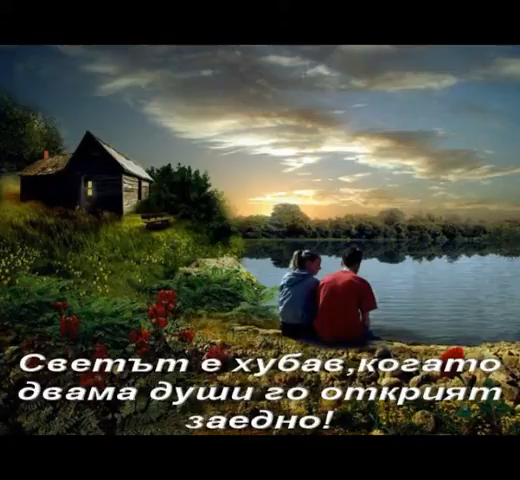 Светът е хубав,когато
двама души го открият
заедно!